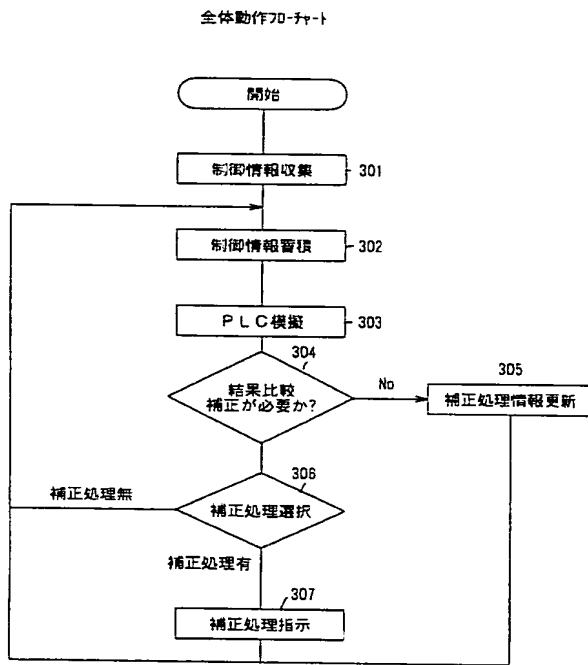 全体動作フローチャート
開始
制御情報収集
301
制御情報蓄積
302
PLC模擬
303
304
結果比較
補正が必要か?
No
305
補正処理情報更新
306
補正処理選択
補正処理無
補正処理有
307
補正処理指示